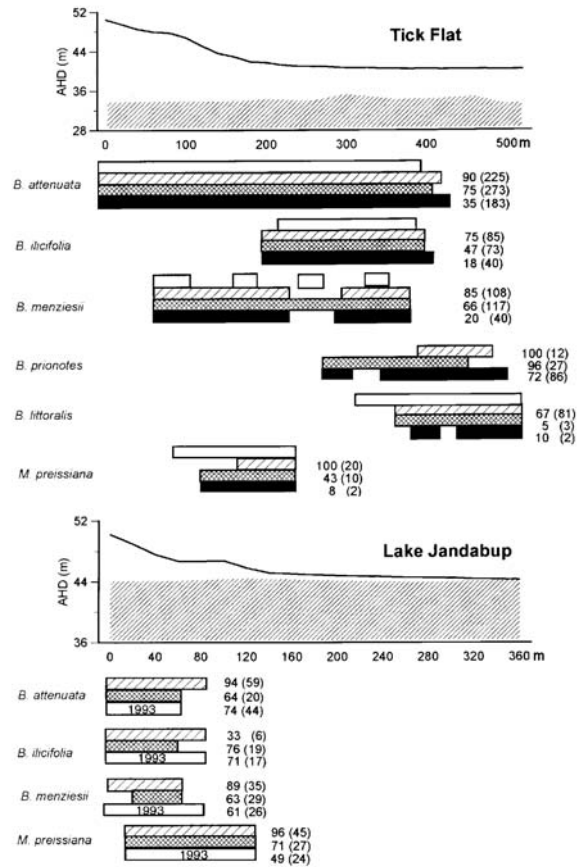 52
Tick Flat
44
AHD (m)
36
28
0 100 200 300 400 500 m
B. attenuata
90 (225)
75 (273)
35 (183)
B. ilicifolia
75 (85)
47 (73)
18 (40)
B. menziesii
85 (108)
66 (117)
20 (40)
B. prionotes
100 (12)
96 (27)
72 (86)
B. littoralis
67 (81)
5 (3)
10 (2)
M. preissiana
100 (20)
43 (10)
8 (2)
52
Lake Jandabup
AHD (m)
44
36
0 40 80 120 160 200 240 280 320 360 m
B. attenuata
94 (59)
64 (20)
1993 74 (44)
B. ilicifolia
33 (6)
76 (19)
1993 71 (17)
B. menziesii
89 (35)
63 (29)
1993 61 (26)
M. preissiana
96 (45)
71 (27)
1993 49 (24)